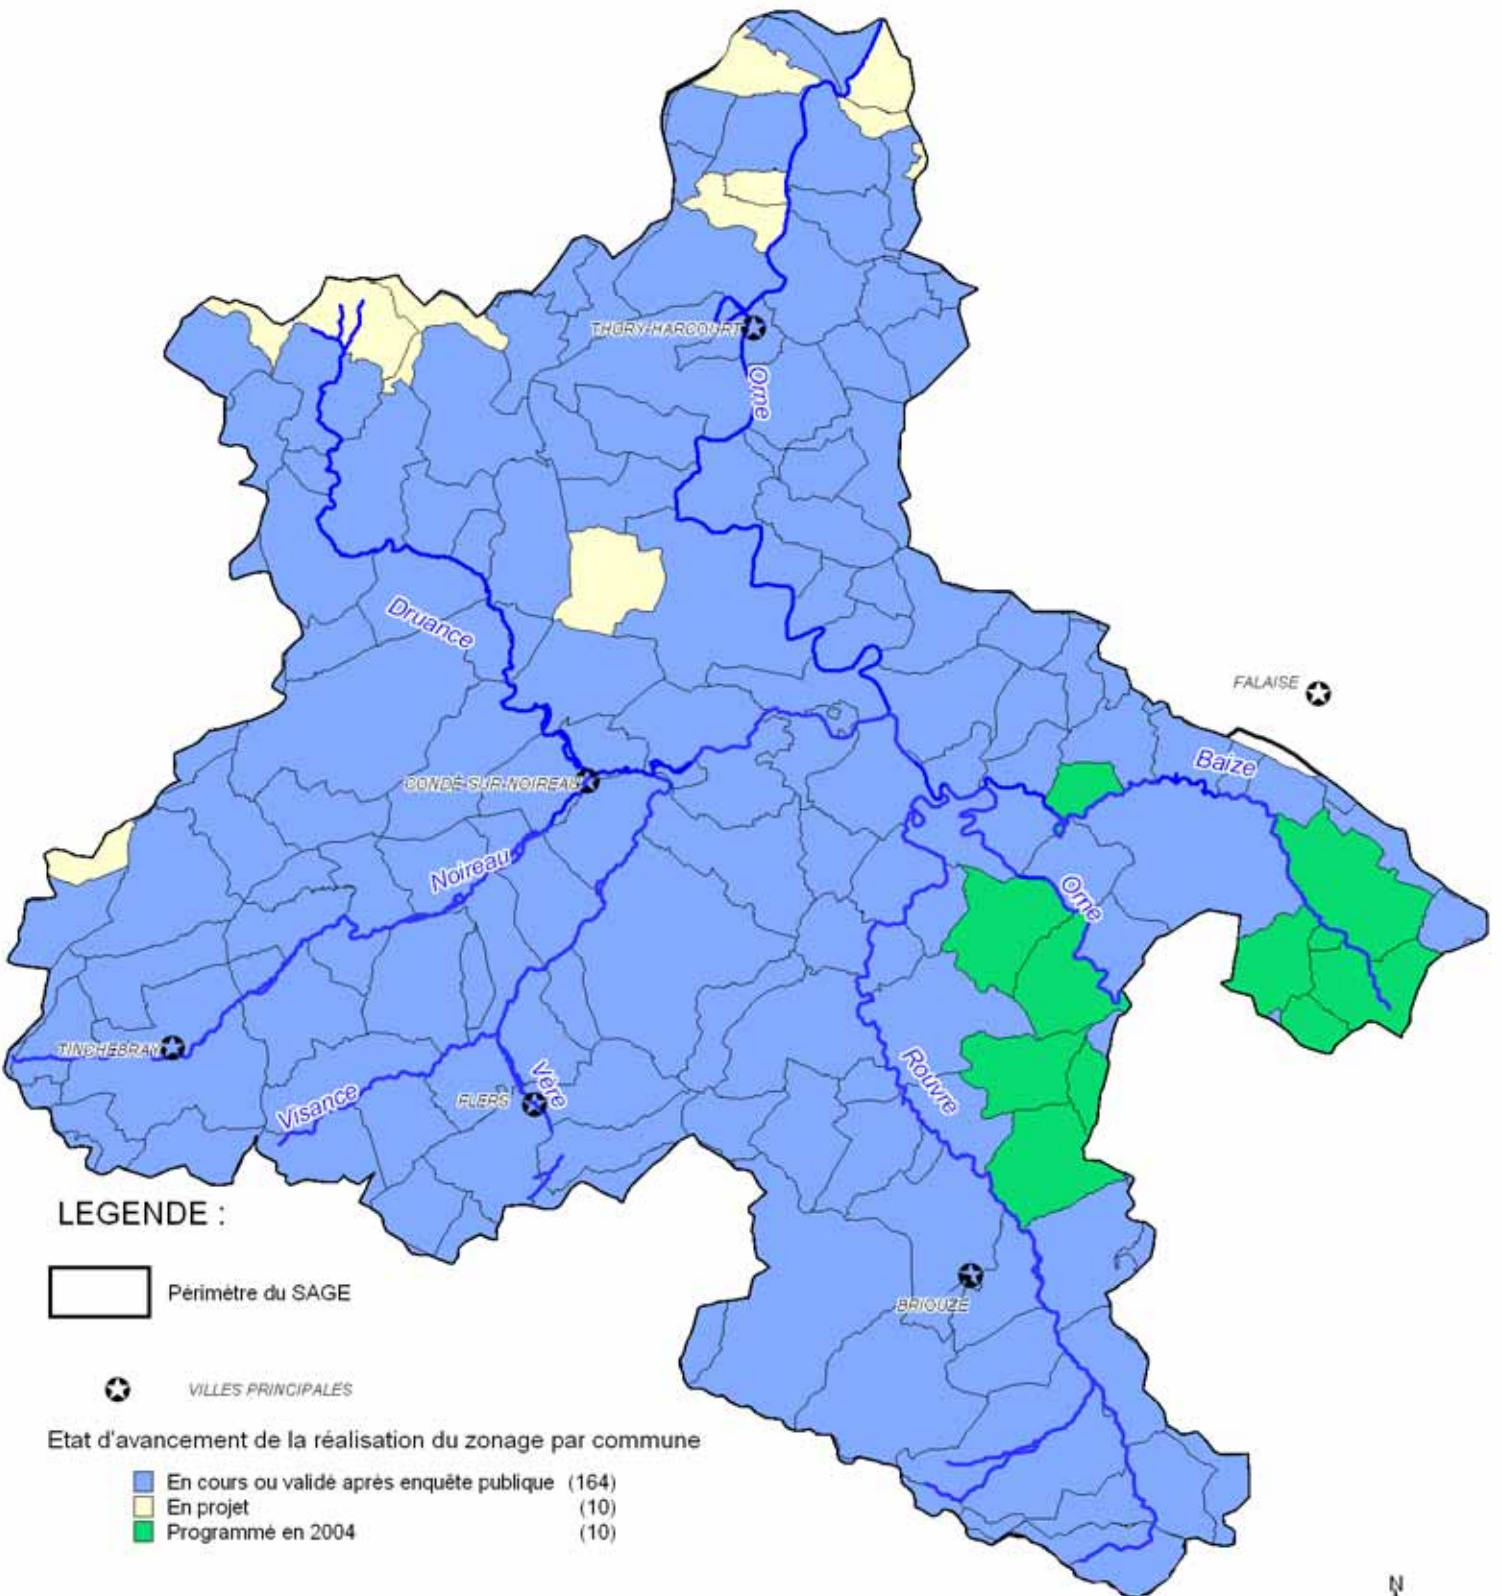 THURY-HARCOURT
Orne
Druance
FALAISE
Baize
CONDÉ-SUR-NOIREAU
Noireau
Orne
TINCHEBRAY
Visance
FLERS
Vère
Rouvre
BRIOUZE
LEGENDE :
Périmètre du SAGE
VILLES PRINCIPALES
Etat d'avancement de la réalisation du zonage par commune
En cours ou validé après enquête publique (164)
En projet (10)
Programmé en 2004 (10)
N